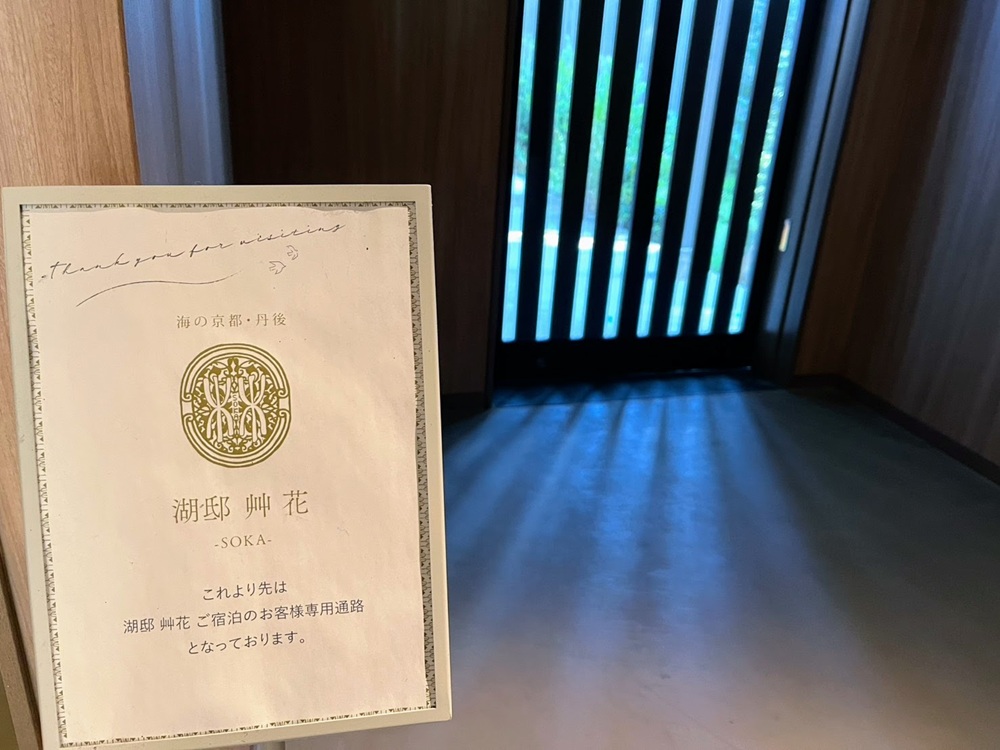 thank you for visiting
海の京都・丹後
湖邸 艸花
-SOKA-
これより先は
湖邸 艸花 ご宿泊のお客様専用通路
となっております。